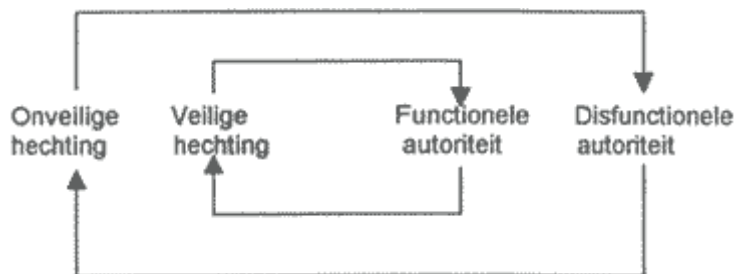 Onveilige
hechting
Veilige
hechting
Functionele
autoriteit
Disfunctionele
autoriteit